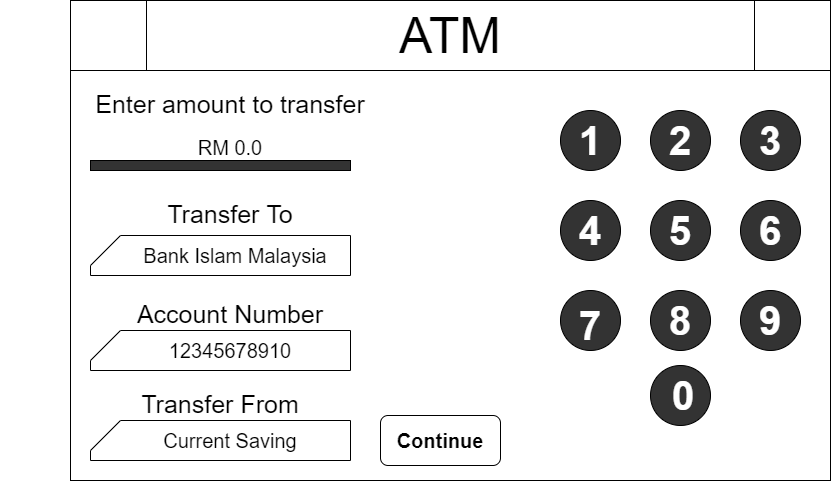 ATM
Enter amount to transfer
RM 0.0
Transfer To
Bank Islam Malaysia
Account Number
12345678910
Transfer From
Current Saving
Continue
1 2 3
4 5 6
7 8 9
0